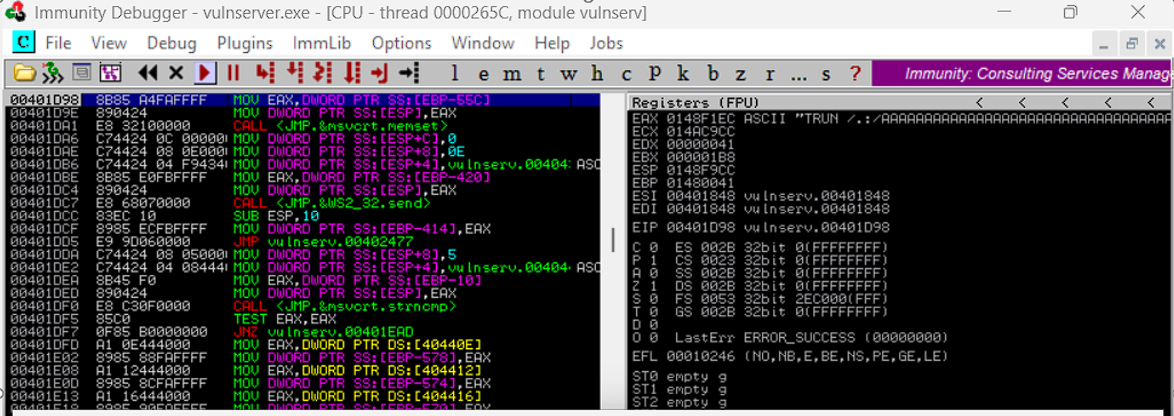 Immunity Debugger - vulnserver.exe - [CPU - thread 0000265C, module vulnserv]
C File View Debug Plugins ImmLib Options Window Help Jobs
l e m t w h c P k b z r ... s ? Immunity: Consulting Services Manag
00401D98 8B85 A4FAFFFF MOV EAX,DWORD PTR SS:[EBP-55C]
00401D9E 890424 MOV DWORD PTR SS:[ESP],EAX
00401DA1 E8 32100000 CALL <JMP.&msvcrt.memset>
00401DA6 C74424 0C 000000 MOV DWORD PTR SS:[ESP+C],0
00401DAE C74424 08 0E0000 MOV DWORD PTR SS:[ESP+8],0E
00401DB6 C74424 04 F94340 MOV DWORD PTR SS:[ESP+4],vulnserv.00404 ASC
00401DBE 8B85 E0FBFFFF MOV EAX,DWORD PTR SS:[EBP-420]
00401DC4 890424 MOV DWORD PTR SS:[ESP],EAX
00401DC7 E8 68070000 CALL <JMP.&WS2_32.send>
00401DCC 83EC 10 SUB ESP,10
00401DCF 8985 ECFBFFFF MOV DWORD PTR SS:[EBP-414],EAX
00401DD5 E9 9D060000 JMP vulnserv.00402477
00401DDA C74424 08 050000 MOV DWORD PTR SS:[ESP+8],5
00401DE2 C74424 04 084440 MOV DWORD PTR SS:[ESP+4],vulnserv.00404 ASC
00401DEA 8B45 F0 MOV EAX,DWORD PTR SS:[EBP-10]
00401DED 890424 MOV DWORD PTR SS:[ESP],EAX
00401DF0 E8 C30F0000 CALL <JMP.&msvcrt.strncmp>
00401DF5 85C0 TEST EAX,EAX
00401DF7 0F85 B0000000 JNZ vulnserv.00401EAD
00401DFD A1 0E444000 MOV EAX,DWORD PTR DS:[40440E]
00401E02 8985 88FAFFFF MOV DWORD PTR SS:[EBP-578],EAX
00401E08 A1 12444000 MOV EAX,DWORD PTR DS:[404412]
00401E0D 8985 8CFAFFFF MOV DWORD PTR SS:[EBP-574],EAX
00401E13 A1 16444000 MOV EAX,DWORD PTR DS:[404416]
00401E18 8985 90FAFFFF MOV DWORD PTR SS:[EBP-570],EAX
Registers (FPU) < < < < <
EAX 0148F1EC ASCII "TRUN /.:/AAAAAAAAAAAAAAAAAAAAAAAAAAAAAAAAAAA
ECX 014AC9CC
EDX 00000041
EBX 000001B8
ESP 0148F9CC
EBP 01480041
ESI 00401848 vulnserv.00401848
EDI 00401848 vulnserv.00401848
EIP 00401D98 vulnserv.00401D98
C 0 ES 002B 32bit 0(FFFFFFFF)
P 1 CS 0023 32bit 0(FFFFFFFF)
A 0 SS 002B 32bit 0(FFFFFFFF)
Z 1 DS 002B 32bit 0(FFFFFFFF)
S 0 FS 0053 32bit 2EC000(FFF)
T 0 GS 002B 32bit 0(FFFFFFFF)
D 0
O 0 LastErr ERROR_SUCCESS (00000000)
EFL 00010246 (NO,NB,E,BE,NS,PE,GE,LE)
ST0 empty g
ST1 empty g
ST2 empty g